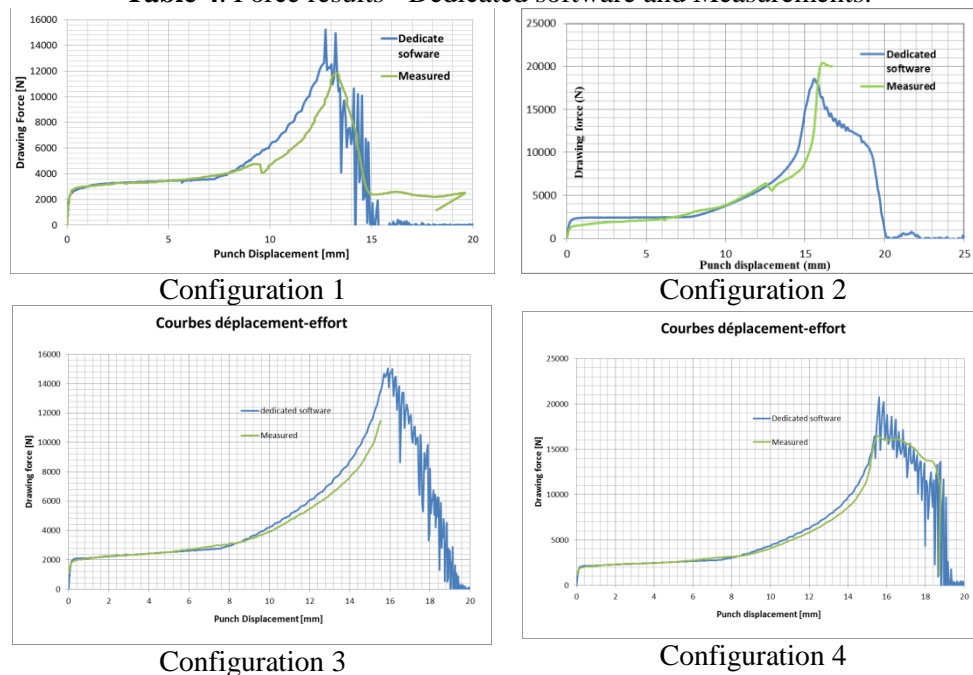 Table 4. Force results - Dedicated software and Measurements.
16000
14000
12000
10000
8000
6000
4000
2000
0
Drawing Force [N]
Dedicate
sofware
Measured
0 5 10 15 20
Punch Displacement [mm]
Configuration 1
25000
20000
15000
10000
5000
0
Drawing force (N)
Dedicated
software
Measured
0 5 10 15 20 25
Punch displacement (mm)
Configuration 2
Courbes déplacement-effort
16000
14000
12000
10000
8000
6000
4000
2000
0
Drawing force [N]
dedicated software
Measured
0 2 4 6 8 10 12 14 16 18 20
Punch Displacement [mm]
Configuration 3
Courbes déplacement-effort
25000
20000
15000
10000
5000
0
Drawing force [N]
Dedicated software
Measured
0 2 4 6 8 10 12 14 16 18 20
Punch Displacement [mm]
Configuration 4